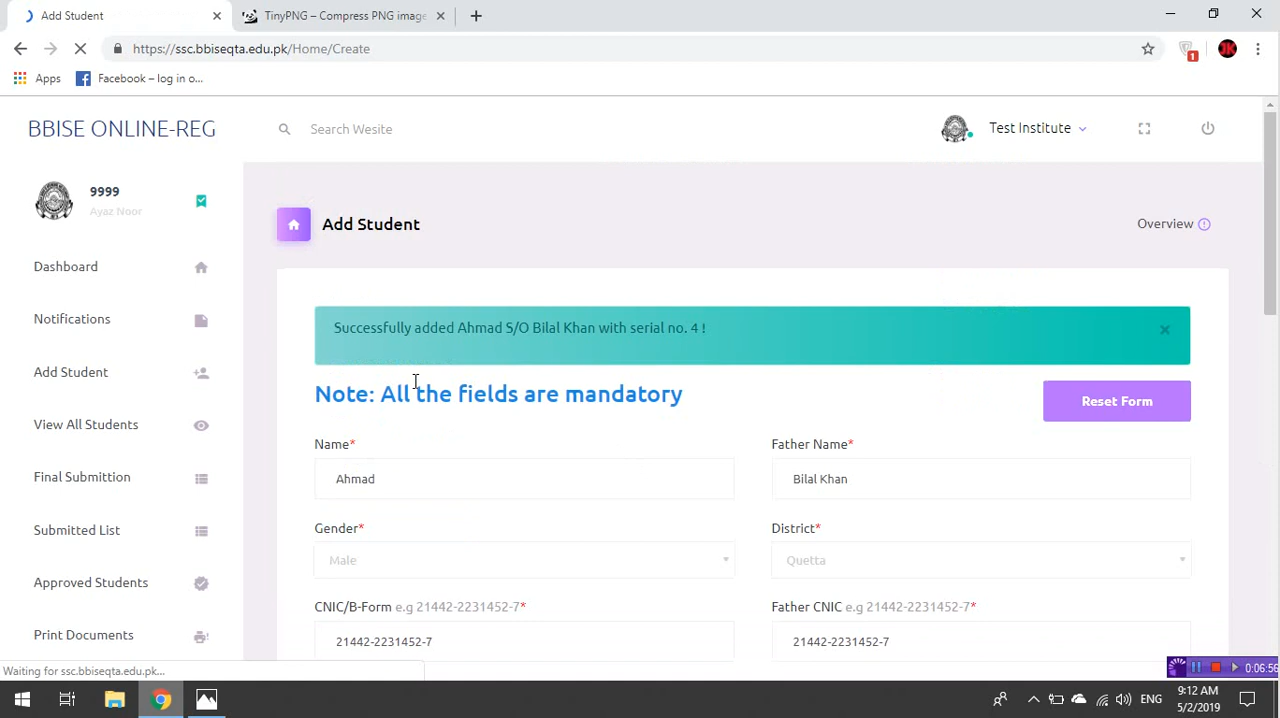 Add Student
TinyPNG – Compress PNG image
https://ssc.bbiseqta.edu.pk/Home/Create
1
JK
Apps
Facebook – log in o...
BBISE ONLINE-REG
Search Wesite
Test Institute
9999
Ayaz Noor
Add Student
Overview
Dashboard
Notifications
Add Student
View All Students
Final Submittion
Submitted List
Approved Students
Print Documents
Successfully added Ahmad S/O Bilal Khan with serial no. 4 !
×
Note: All the fields are mandatory
Reset Form
Name*
Father Name*
Ahmad
Bilal Khan
Gender*
District*
Male
Quetta
CNIC/B-Form e.g 21442-2231452-7*
Father CNIC e.g 21442-2231452-7*
21442-2231452-7
21442-2231452-7
Waiting for ssc.bbiseqta.edu.pk...
0:06:56
ENG
9:12 AM
5/2/2019